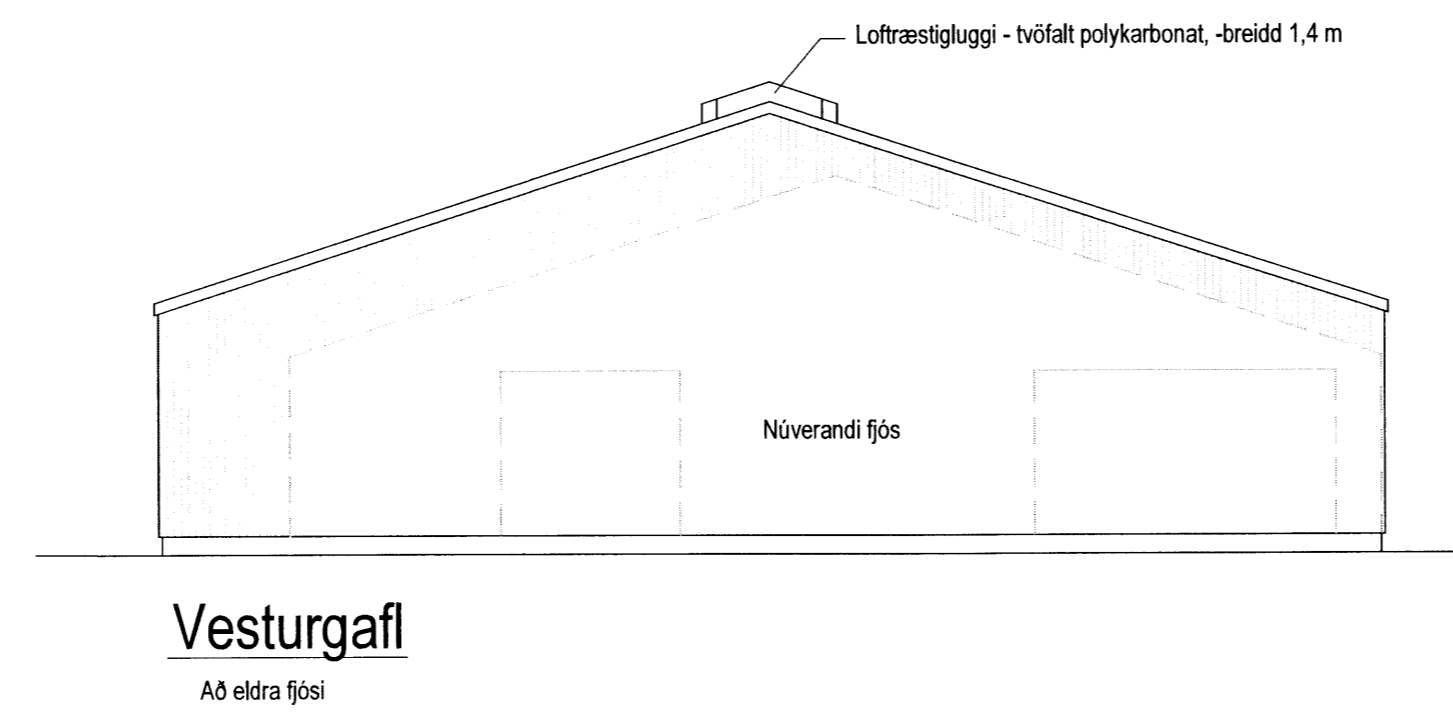 Loftræstigluggi - tvöfalt polykarbonat, -breidd 1,4 m
Núverandi fjós
Vesturgafl
Að eldra fjósi